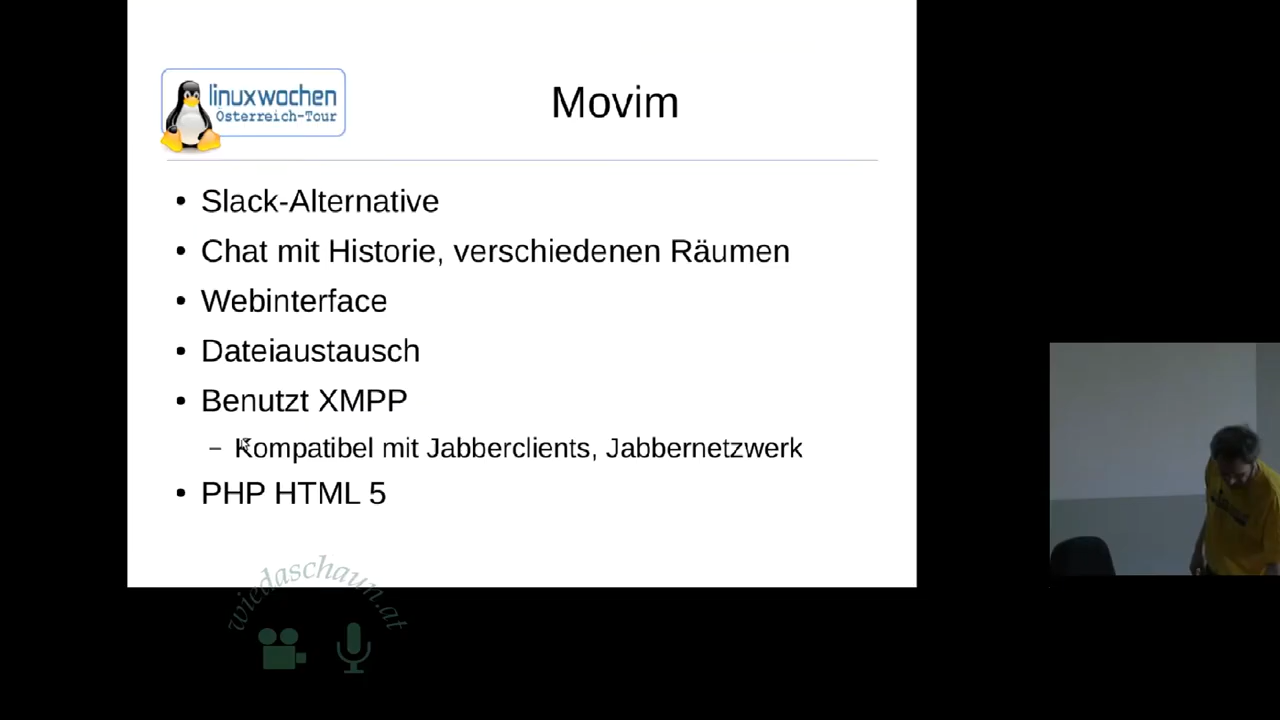 linuxwochen
Österreich-Tour
Movim
• Slack-Alternative
• Chat mit Historie, verschiedenen Räumen
• Webinterface
• Dateiaustausch
• Benutzt XMPP
– Kompatibel mit Jabberclients, Jabbernetzwerk
• PHP HTML 5
wiedaschaun.at